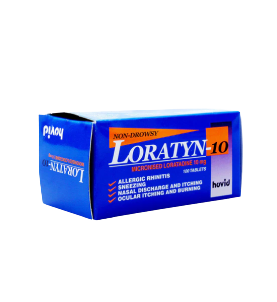 NON-DROWSY
LORATYN-10
MICRONISED LORATADINE 10 mg
100 TABLETS
ALLERGIC RHINITIS
SNEEZING
NASAL DISCHARGE AND ITCHING
OCULAR ITCHING AND BURNING
hovid
hovid
LORATYN-10